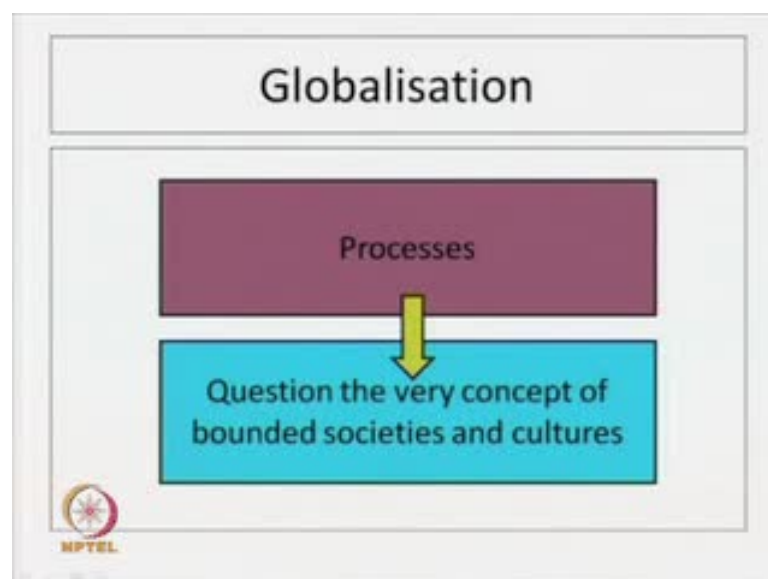 Globalisation
Processes
Question the very concept of
bounded societies and cultures
NPTEL